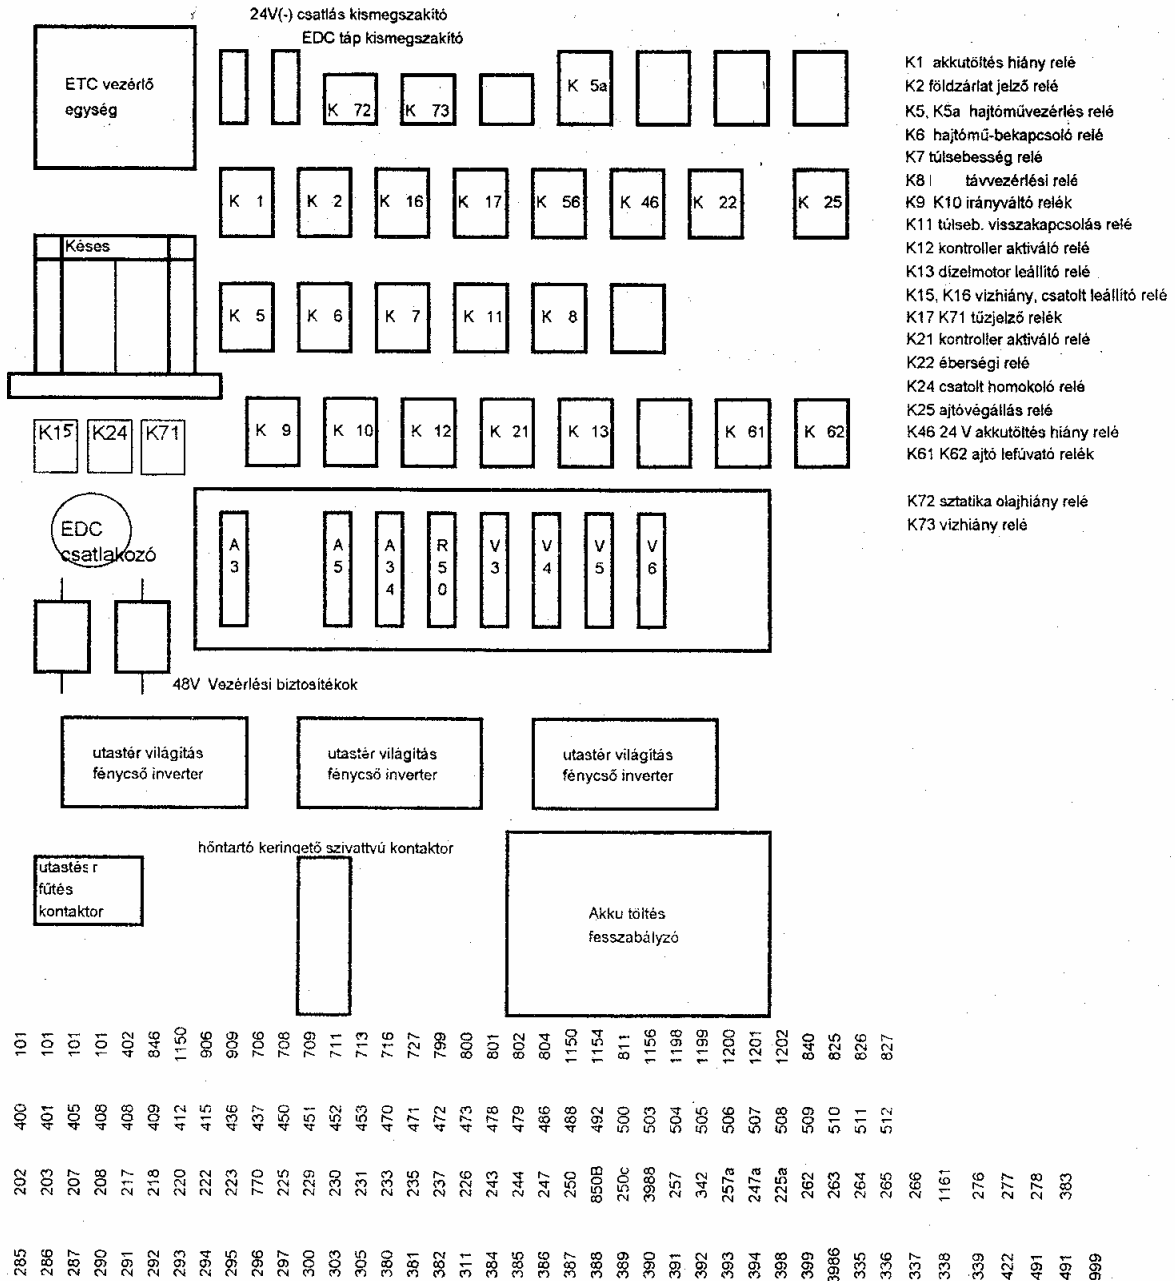 24V(-) csatlás kismegszakító
EDC táp kismegszakító
ETC vezérlő
egység
K 72
K 73
K 5a
K 1
K 2
K 16
K 17
K 56
K 46
K 22
K 25
Késes
K 5
K 6
K 7
K 11
K 8
K15
K24
K71
K 9
K 10
K 12
K 21
K 13
K 61
K 62
K1 akkutöltés hiány relé
K2 földzárlat jelző relé
K5, K5a hajtóművezérlés relé
K6 hajtómű-bekapcsoló relé
K7 túlsebesség relé
K8 távvezérlési relé
K9 K10 irányváltó relék
K11 túlseb. visszakapcsolás relé
K12 kontroller aktiváló relé
K13 dízelmotor leállító relé
K15, K16 vizhiány, csatolt leállító relé
K17 K71 tűzjelző relék
K21 kontroller aktiváló relé
K22 éberségi relé
K24 csatolt homokoló relé
K25 ajtóvégállás relé
K46 24 V akkutöltés hiány relé
K61 K62 ajtó lefúvató relék
K72 sztatika olajhiány relé
K73 vizhiány relé
EDC
csatlakozó
A3
A5
A34
R50
V3
V4
V5
V6
48V Vezérlési biztosítékok
utastér világítás
fénycső inverter
utastér világítás
fénycső inverter
utastér világítás
fénycső inverter
hőntartó keringető szivattyú kontaktor
utastés r
fűtés
kontaktor
Akku töltés
fesszabályzó
101 101 101 101 402 846 1150 906 909 706 708 709 711 713 716 727 799 800 801 802 804 1150 1154 811 1156 1198 1199 1200 1201 1202 840 825 826 827
400 401 405 408 408 409 412 415 436 437 450 451 452 453 470 471 472 473 478 479 486 488 492 500 503 504 505 506 507 508 509 510 511 512
202 203 207 208 217 218 220 222 223 770 225 229 230 231 233 235 237 226 243 244 247 250 850B 250c 3988 257 342 257a 247a 225a 262 263 264 265 266 1161 276 277 278 383
285 286 287 290 291 292 293 294 295 296 297 300 303 305 380 381 382 311 384 385 386 387 388 389 390 391 392 393 394 398 399 3986 335 336 337 338 339 422 491 491 999